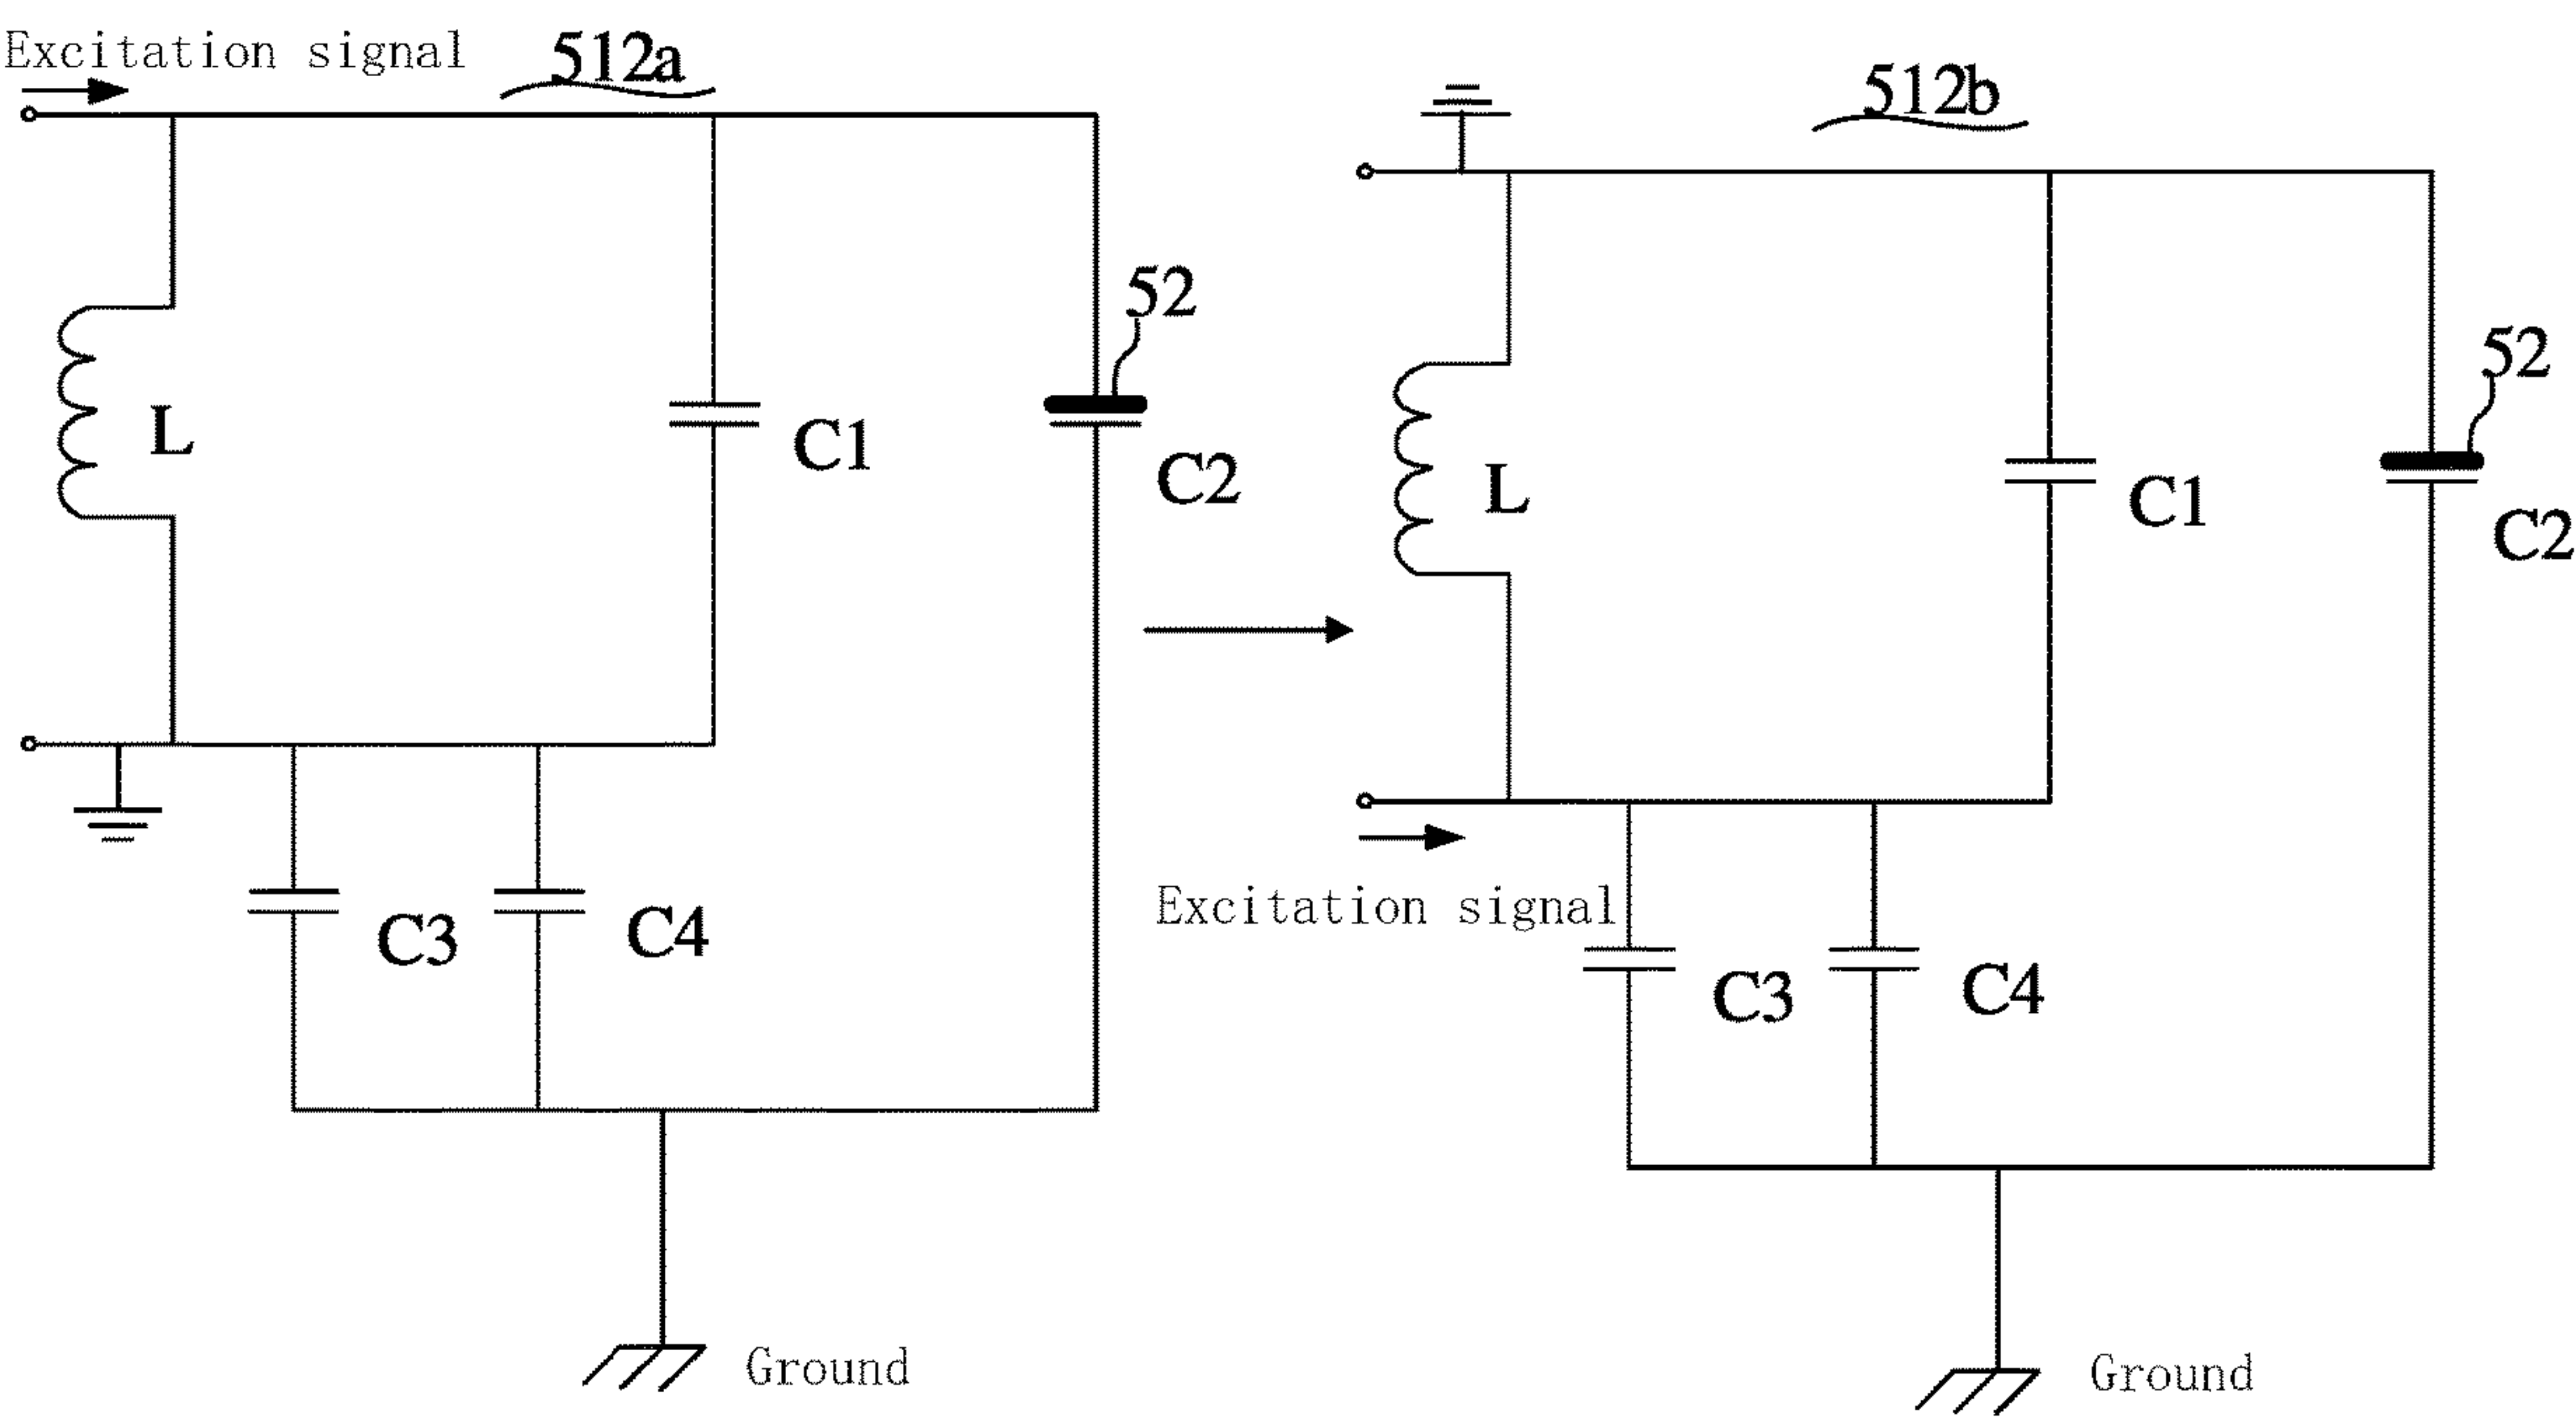 Excitation signal
512a
52
L
C1
C2
C3
C4
Ground
512b
52
L
C1
C2
Excitation signal
C3
C4
Ground